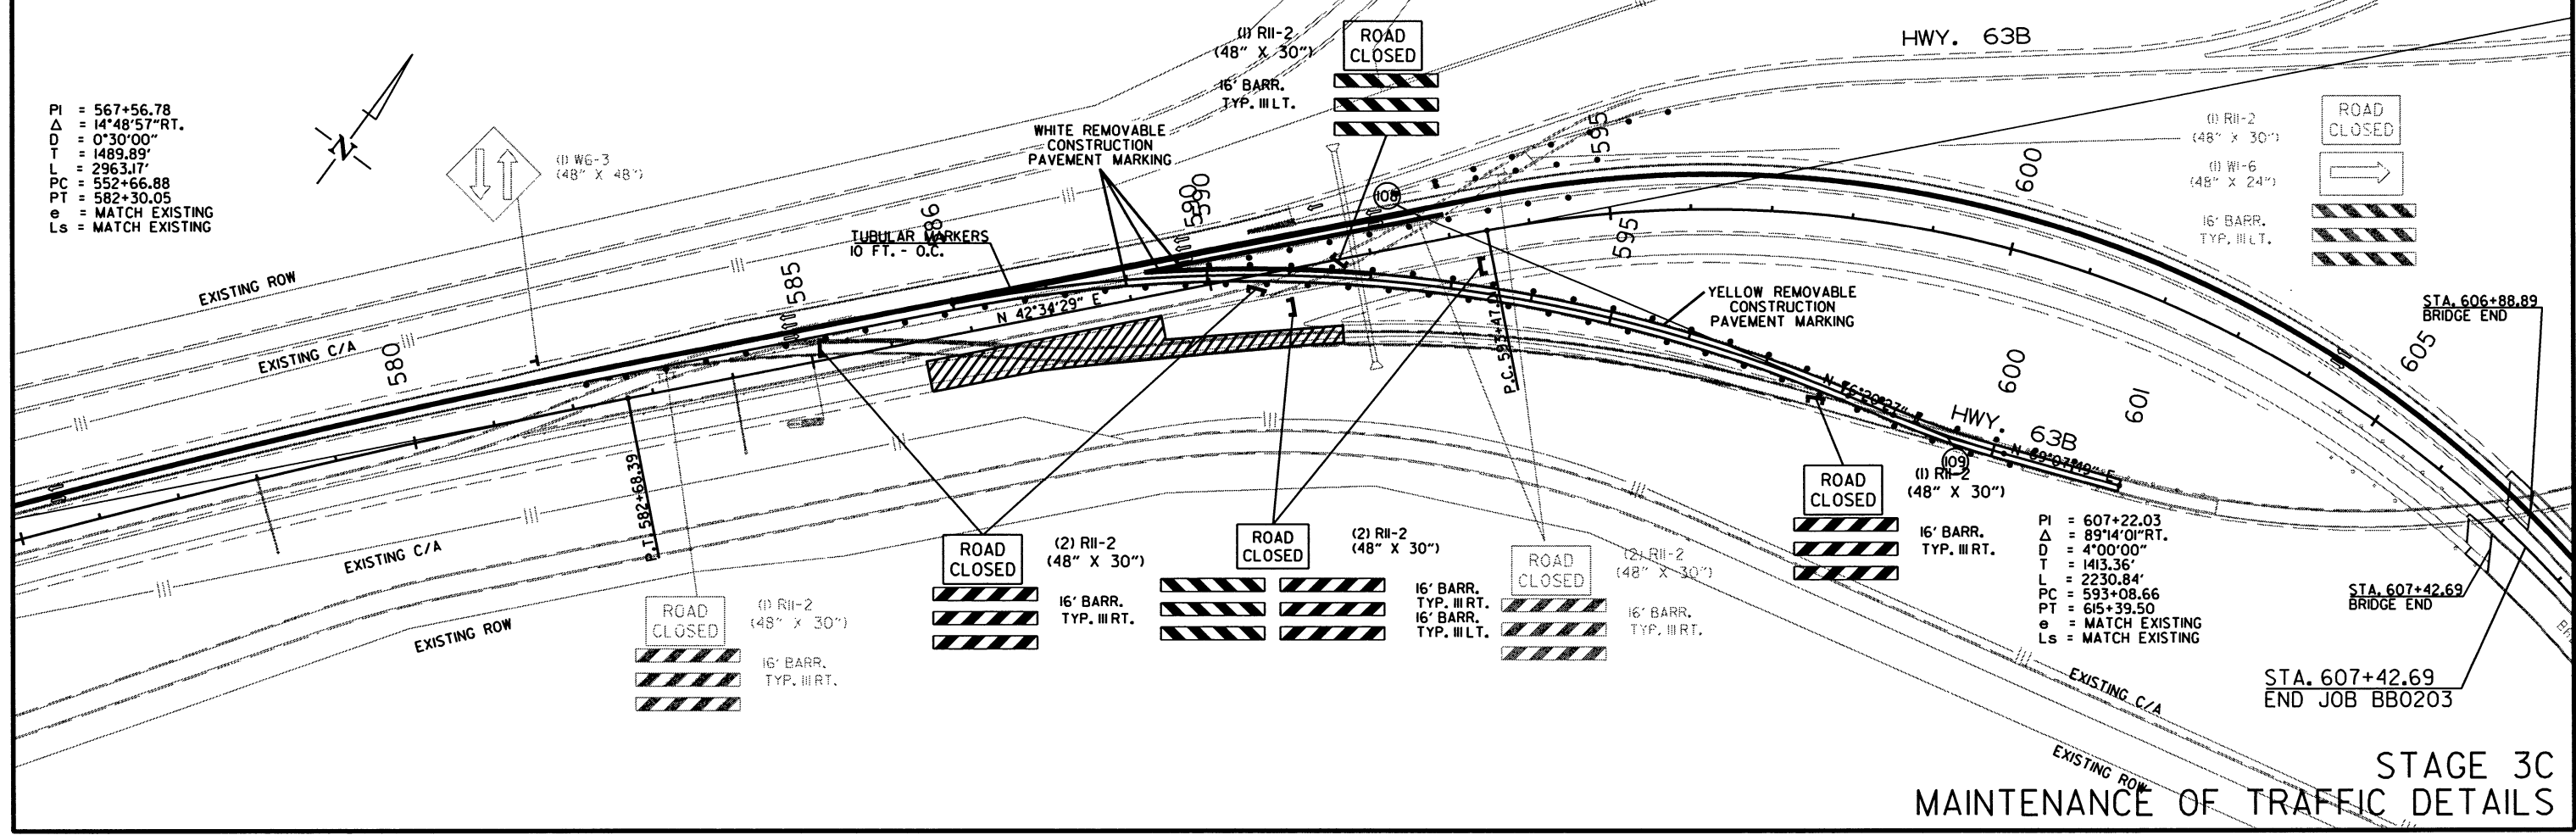 PI = 567+56.78
Δ = 14°48'57"RT.
D = 0°30'00"
T = 1489.89'
L = 2963.17'
PC = 552+66.88
PT = 582+30.05
e = MATCH EXISTING
Ls = MATCH EXISTING
N
(1) W6-3
(48" X 48")
(1) R11-2
(48" X 30")
ROAD
CLOSED
16' BARR.
TYP. III LT.
WHITE REMOVABLE
CONSTRUCTION
PAVEMENT MARKING
HWY. 63B
(1) R11-2
(48" X 30")
ROAD
CLOSED
(1) W1-6
(48" X 24")
16' BARR.
TYP. III LT.
TUBULAR MARKERS
10 FT. - O.C.
586
590
590
108
595
600
EXISTING ROW
EXISTING C/A
580
585
N 42°34'29" E
595
P.C. 593+47.
YELLOW REMOVABLE
CONSTRUCTION
PAVEMENT MARKING
STA. 606+88.89
BRIDGE END
605
600
601
N 76°20'27"
HWY. 63B
109
N 69°07'49" E
P.T. 582+68.39
EXISTING C/A
EXISTING ROW
ROAD
CLOSED
(1) R11-2
(48" X 30")
16' BARR.
TYP. III RT.
ROAD
CLOSED
(2) R11-2
(48" X 30")
16' BARR.
TYP. III RT.
ROAD
CLOSED
(2) R11-2
(48" X 30")
16' BARR.
TYP. III RT.
16' BARR.
TYP. III LT.
ROAD
CLOSED
(2) R11-2
(48" X 30")
16' BARR.
TYP. III RT.
ROAD
CLOSED
(1) R11-2
(48" X 30")
16' BARR.
TYP. III RT.
PI = 607+22.03
Δ = 89°14'01"RT.
D = 4°00'00"
T = 1413.36'
L = 2230.84'
PC = 593+08.66
PT = 615+39.50
e = MATCH EXISTING
Ls = MATCH EXISTING
STA. 607+42.69
BRIDGE END
STA. 607+42.69
END JOB BB0203
EXISTING C/A
EXISTING ROW
STAGE 3C
MAINTENANCE OF TRAFFIC DETAILS